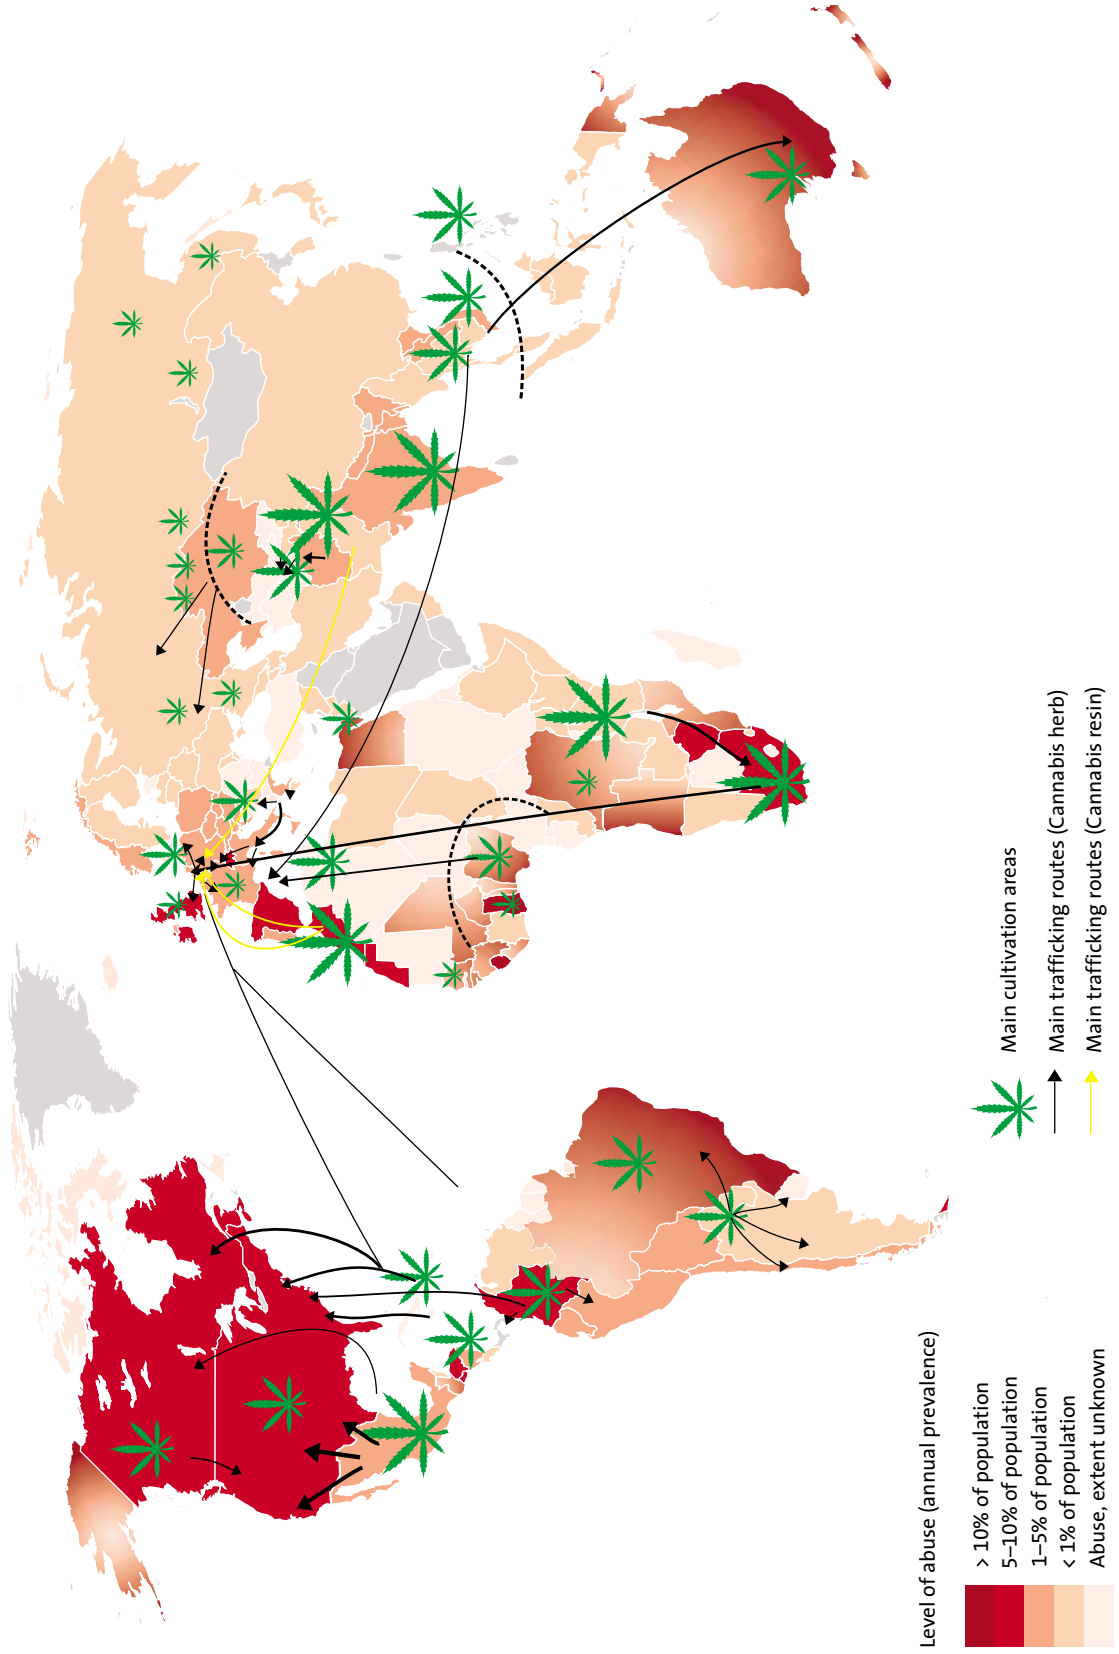 Level of abuse (annual prevalence)
> 10% of population
5–10% of population
1–5% of population
< 1% of population
Abuse, extent unknown
Main cultivation areas
Main trafficking routes (Cannabis herb)
Main trafficking routes (Cannabis resin)